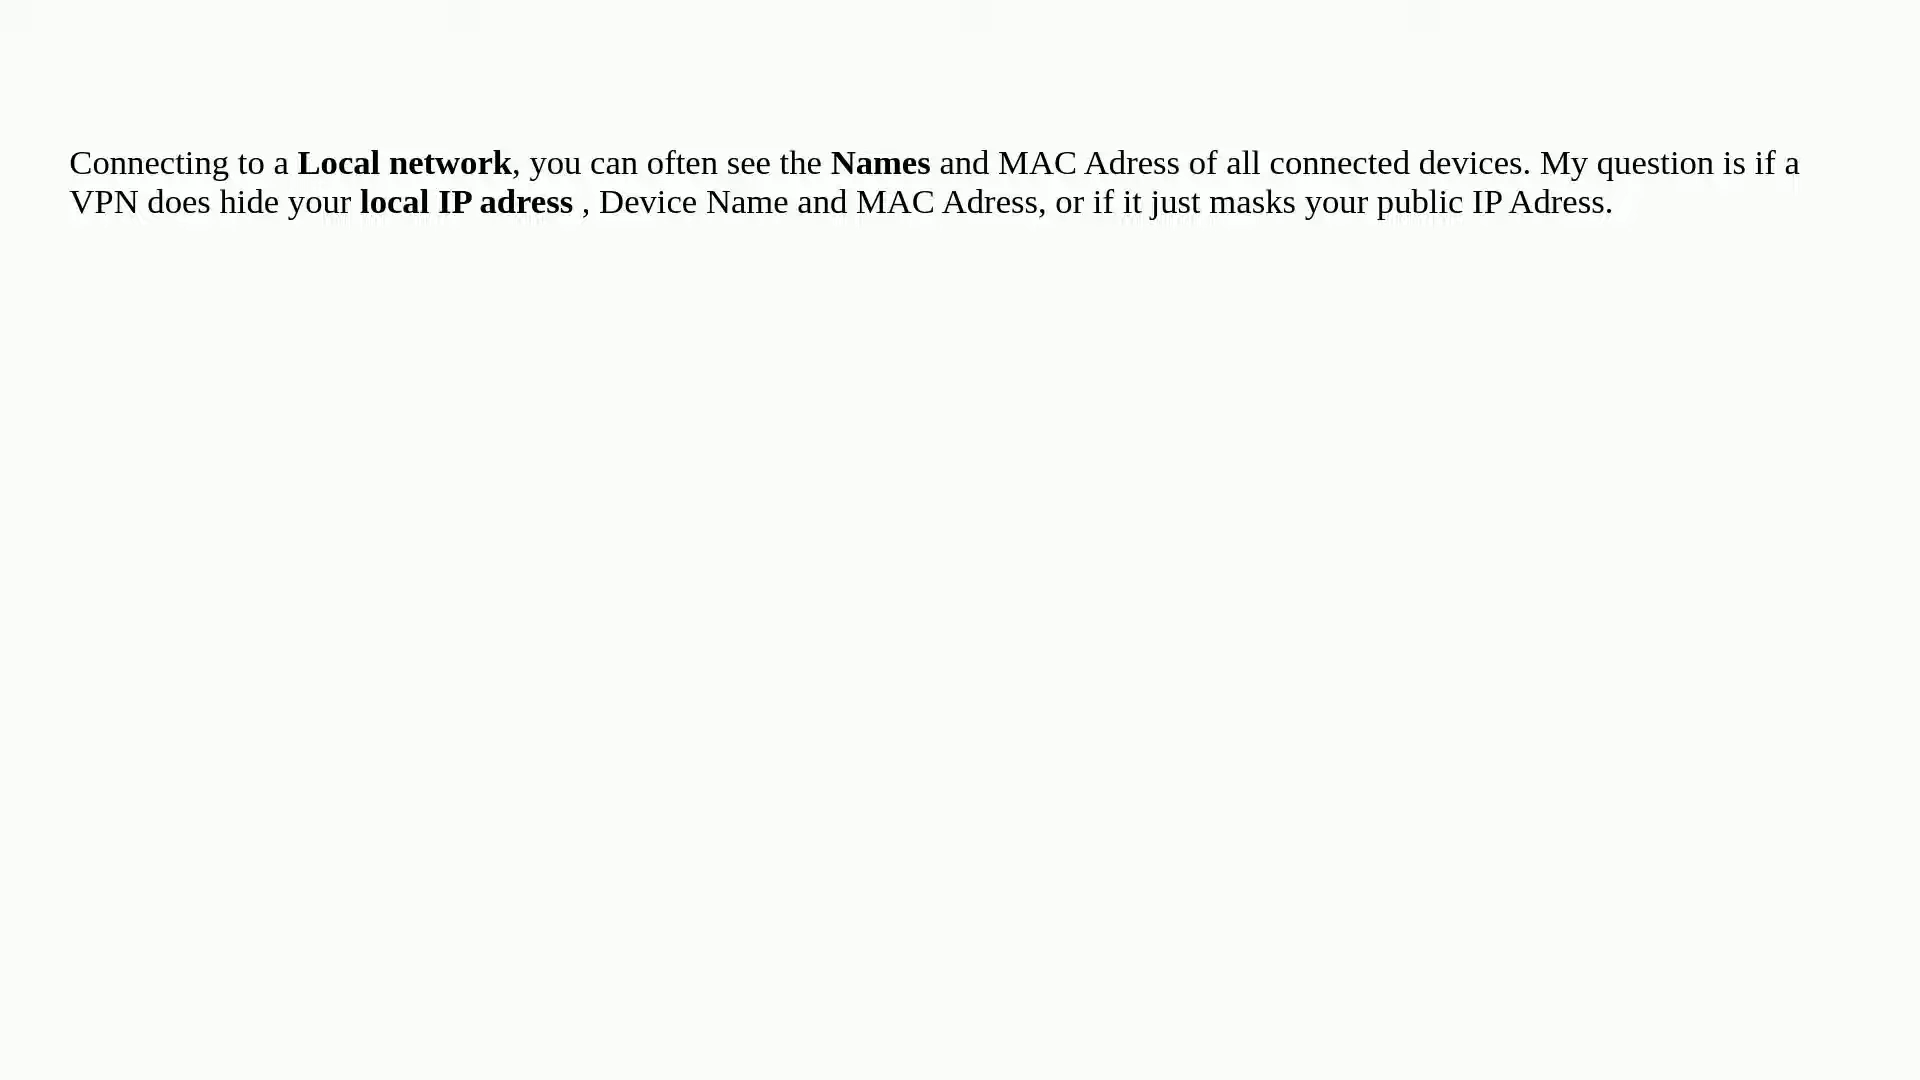 Connecting to a Local network, you can often see the Names and MAC Adress of all connected devices. My question is if a
VPN does hide your local IP adress , Device Name and MAC Adress, or if it just masks your public IP Adress.